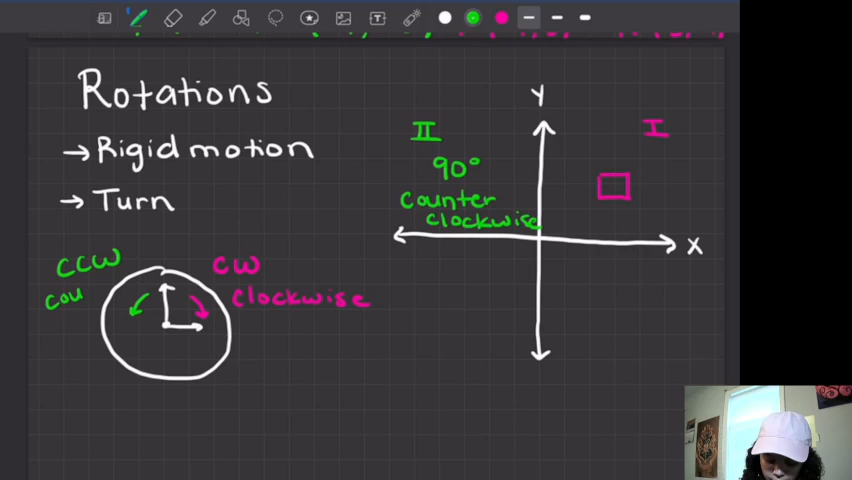 Rotations
→ Rigid motion
→ Turn
CCW
cou
CW
clockwise
Y
X
I
II
90°
counter
clockwise